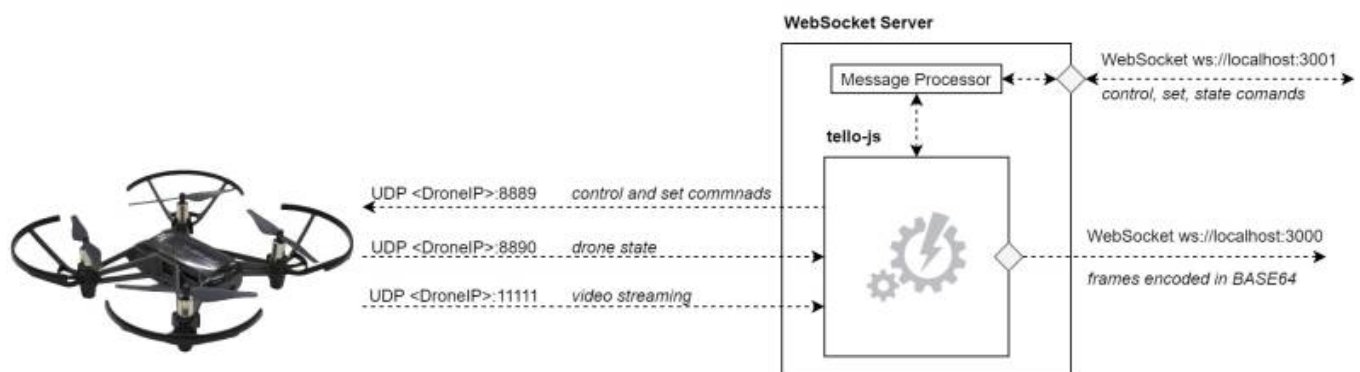 WebSocket Server
WebSocket ws://localhost:3001
Message Processor
control, set, state comands
tello-js
UDP <DroneIP>:8889 control and set commnads
UDP <DroneIP>:8890 drone state
WebSocket ws://localhost:3000
frames encoded in BASE64
UDP <DroneIP>:11111 video streaming